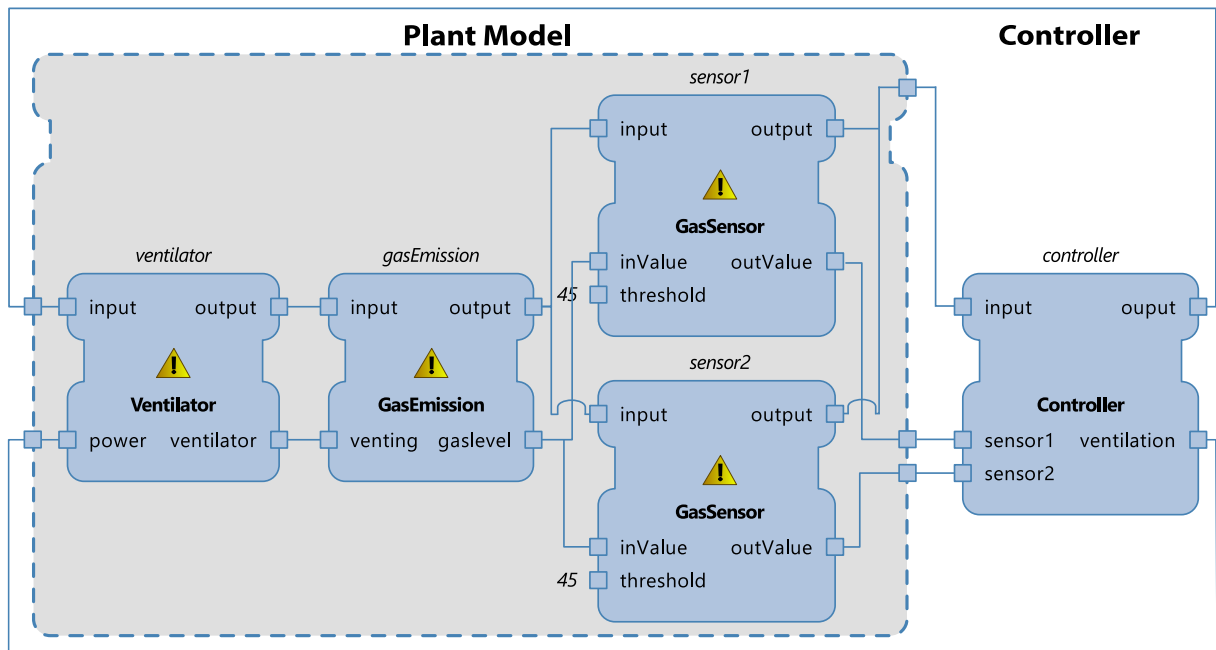 Plant Model
Controller
sensor1
input output
GasSensor
inValue outValue
45 threshold
ventilator
input output
Ventilator
power ventilator
gasEmission
input output
GasEmission
venting gaslevel
sensor2
input output
GasSensor
inValue outValue
45 threshold
controller
input ouput
Controller
sensor1 ventilation
sensor2